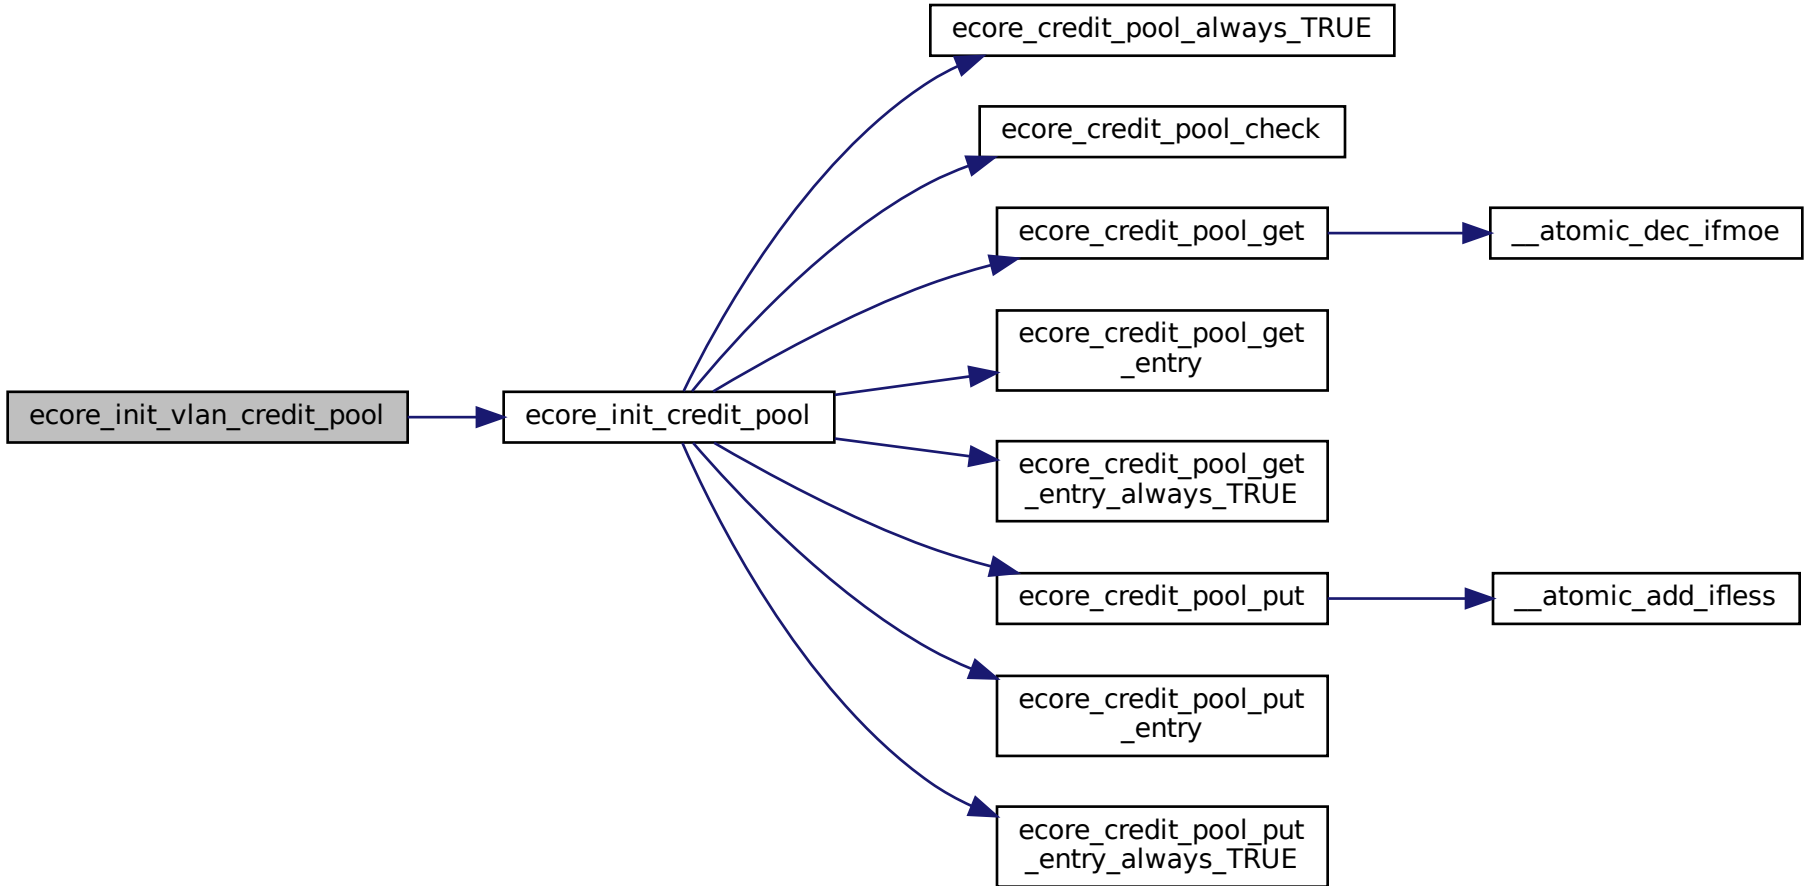 ecore_init_vlan_credit_pool
ecore_init_credit_pool
ecore_credit_pool_always_TRUE
ecore_credit_pool_check
ecore_credit_pool_get
__atomic_dec_ifmoe
ecore_credit_pool_get
_entry
ecore_credit_pool_get
_entry_always_TRUE
ecore_credit_pool_put
__atomic_add_ifless
ecore_credit_pool_put
_entry
ecore_credit_pool_put
_entry_always_TRUE